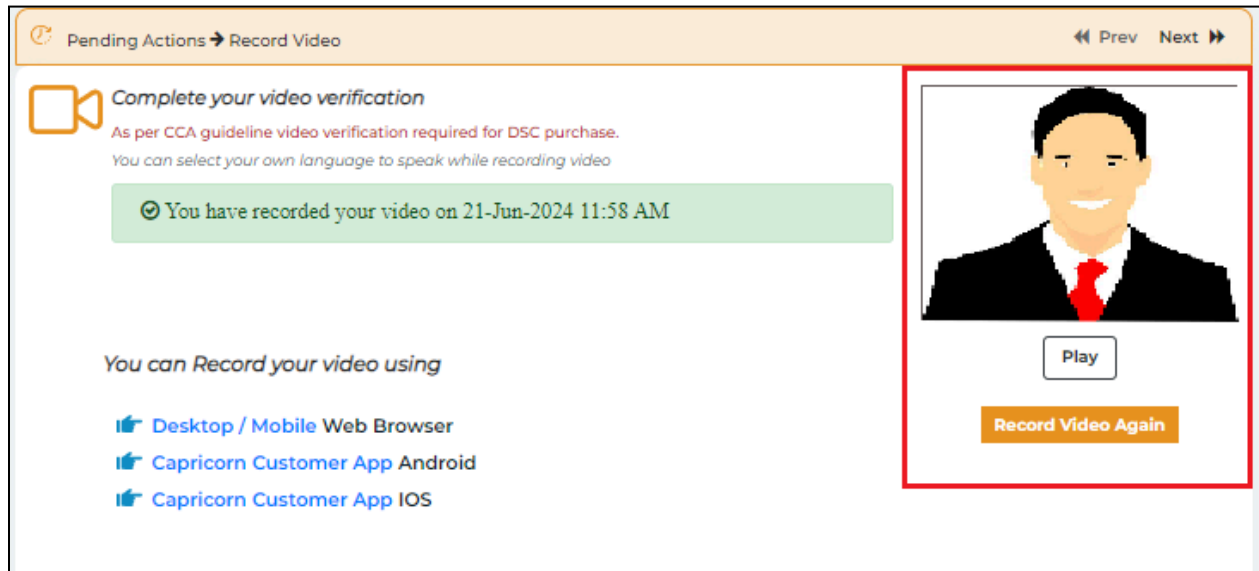 Pending Actions ➔ Record Video
Prev Next
Complete your video verification
As per CCA guideline video verification required for DSC purchase.
You can select your own language to speak while recording video
You have recorded your video on 21-Jun-2024 11:58 AM
Play
Record Video Again
You can Record your video using
Desktop / Mobile Web Browser
Capricorn Customer App Android
Capricorn Customer App IOS